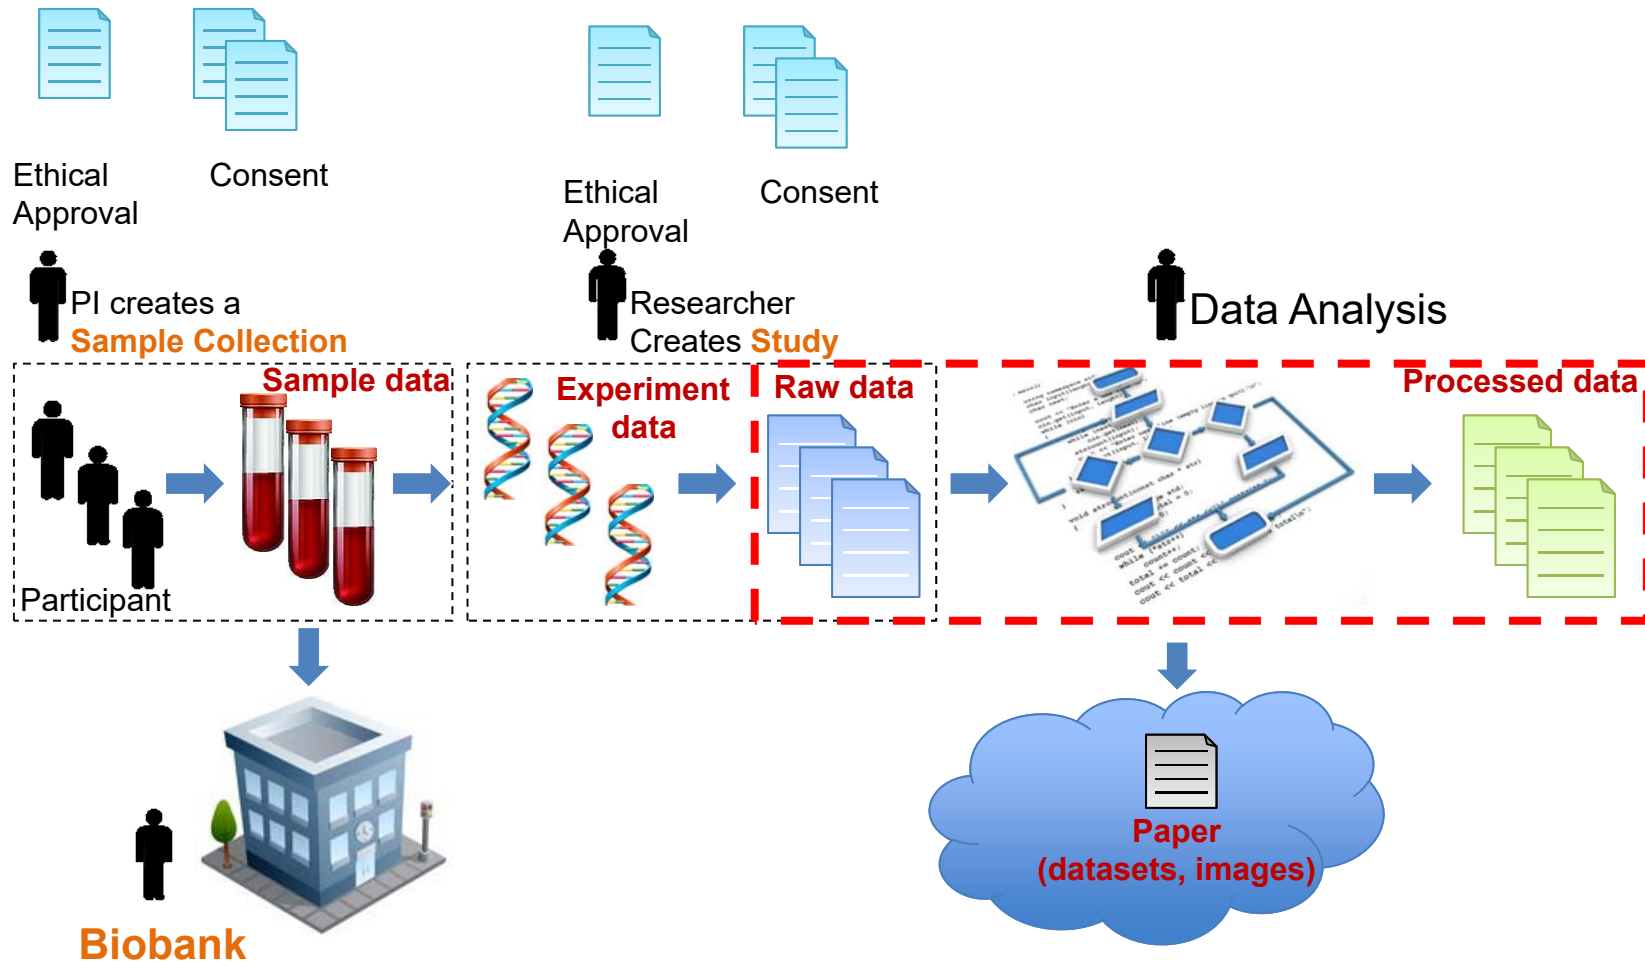 Ethical
Approval
Consent
Ethical
Approval
Consent
PI creates a
Sample Collection
Researcher
Creates Study
Data Analysis
Sample data
Experiment
data
Raw data
Processed data
Participant
Biobank
Paper
(datasets, images)